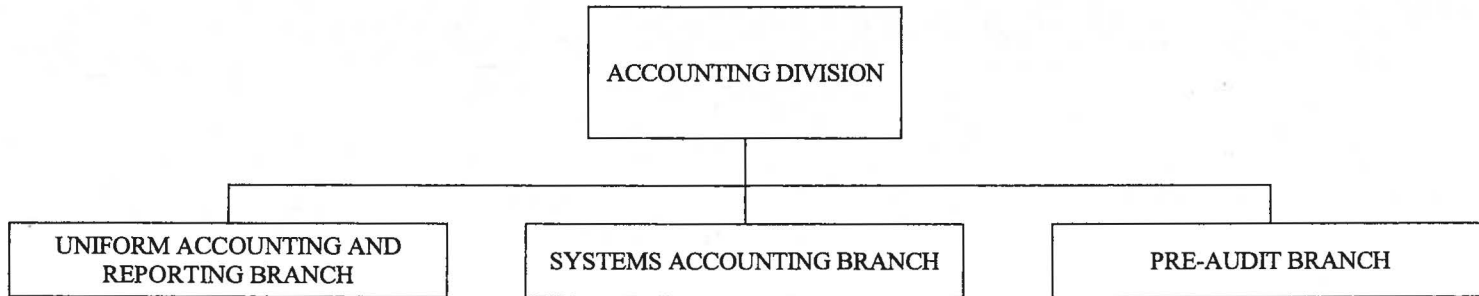 ACCOUNTING DIVISION
UNIFORM ACCOUNTING AND
REPORTING BRANCH
SYSTEMS ACCOUNTING BRANCH
PRE-AUDIT BRANCH